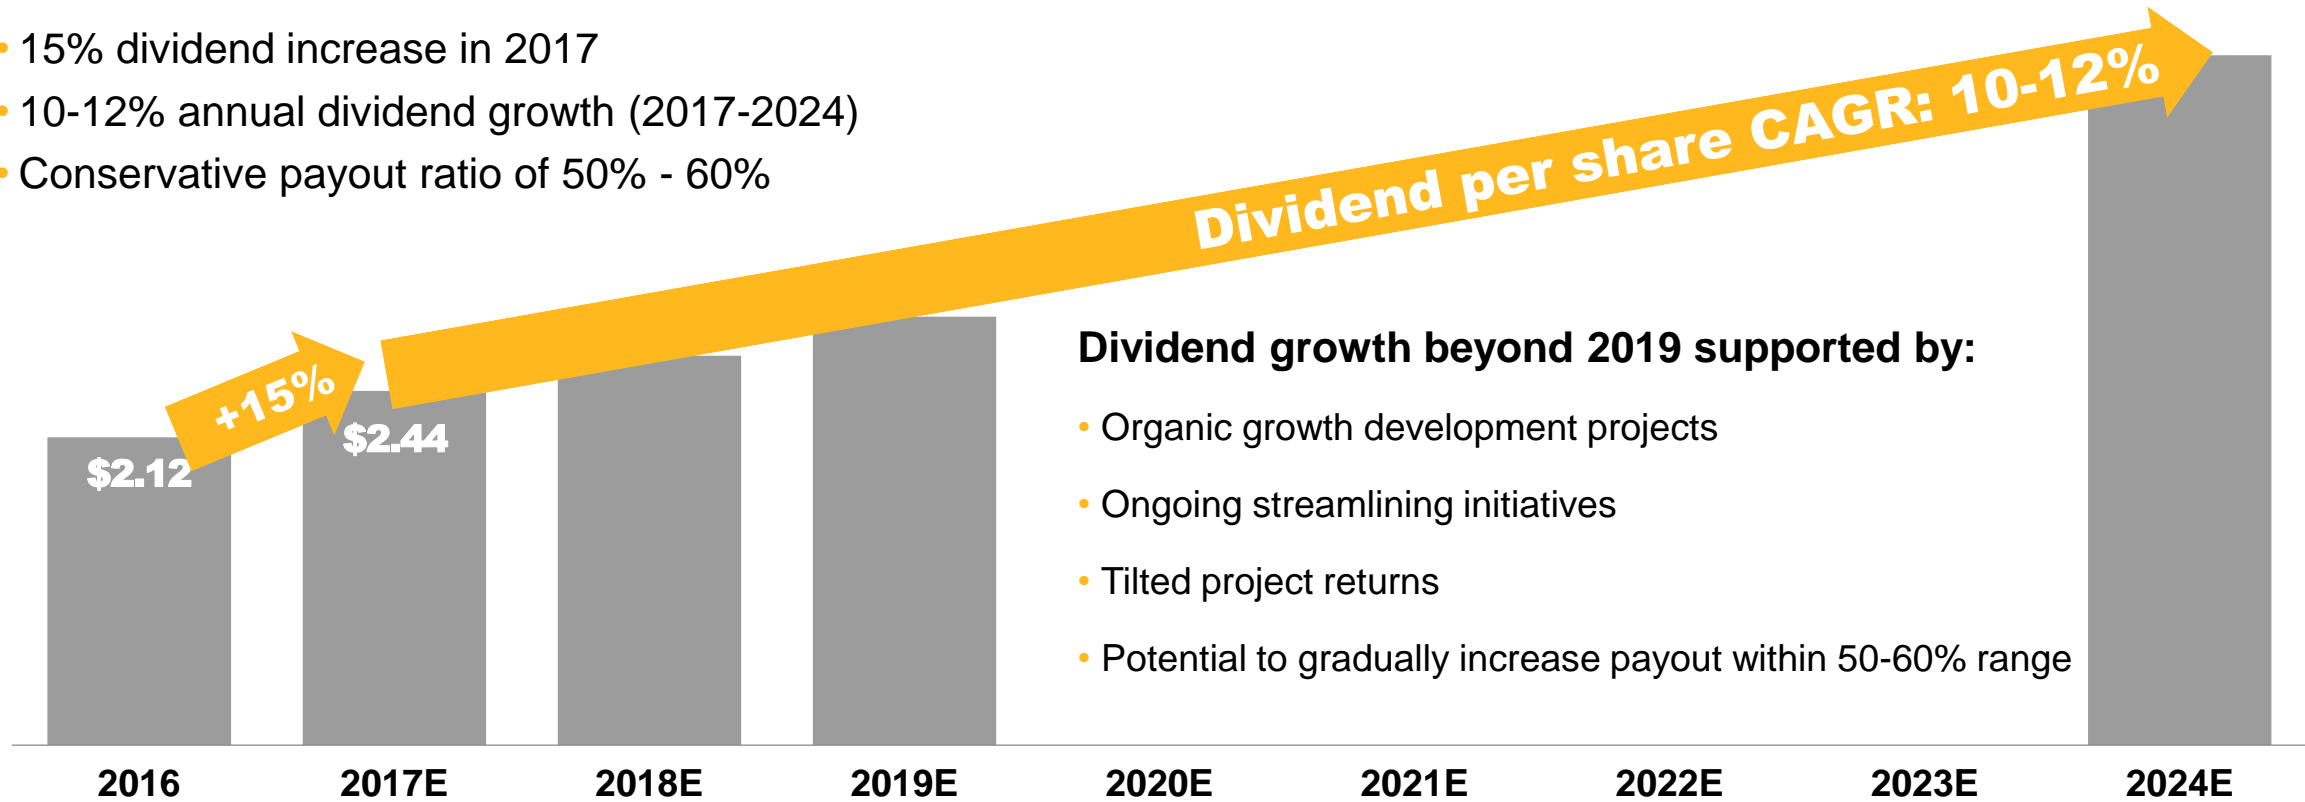 • 15% dividend increase in 2017
• 10-12% annual dividend growth (2017-2024)
• Conservative payout ratio of 50% - 60%
Dividend per share CAGR: 10-12%
+15%
$2.12
$2.44
Dividend growth beyond 2019 supported by:
• Organic growth development projects
• Ongoing streamlining initiatives
• Tilted project returns
• Potential to gradually increase payout within 50-60% range
2016 2017E 2018E 2019E 2020E 2021E 2022E 2023E 2024E